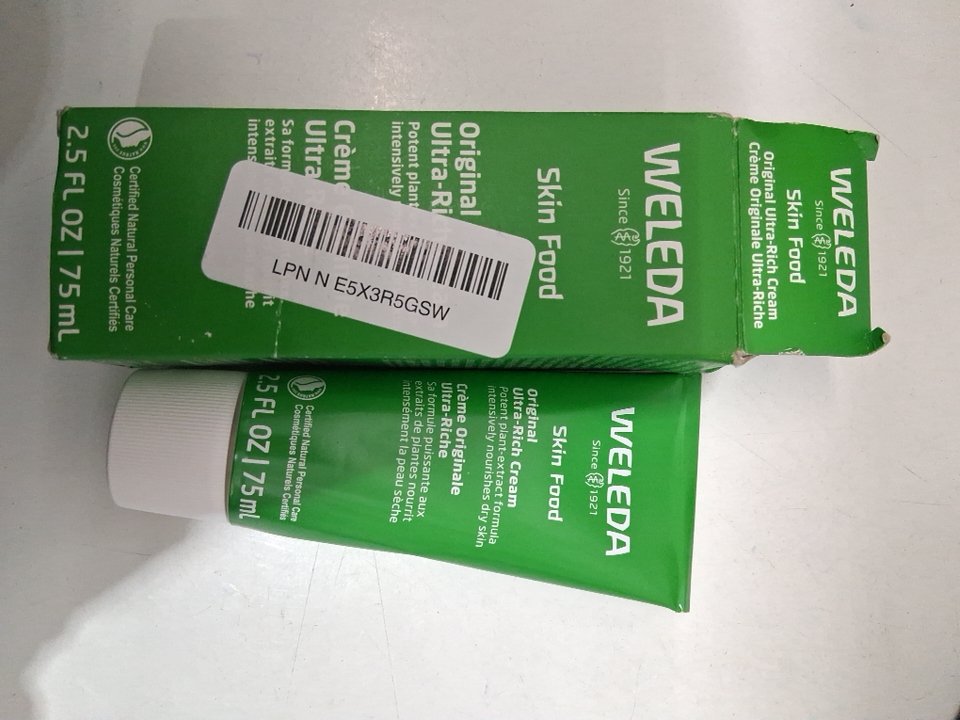 WELEDA
Since 1921
Skin Food
Original Ultra-Rich Cream
Crème Originale Ultra-Riche
WELEDA
Since 1921
Skin Food
Original
Ultra-Ri
Potent plan
intensively
Crème
Ultra-
Sa form
extrait
intens
LPN N E5X3R5GSW
Certified Natural Personal Care
Cosmétiques Naturels Certifiés
2.5 FL OZ | 75 mL
WELEDA
Since 1921
Skin Food
Original
Ultra-Rich Cream
Potent plant-extract formula
intensively nourishes dry skin
Crème Originale
Ultra-Riche
Sa formule puissante aux
extraits de plantes nourrit
intensément la peau sèche
Certified Natural Personal Care
Cosmétiques Naturels Certifiés
2.5 FL OZ | 75 mL